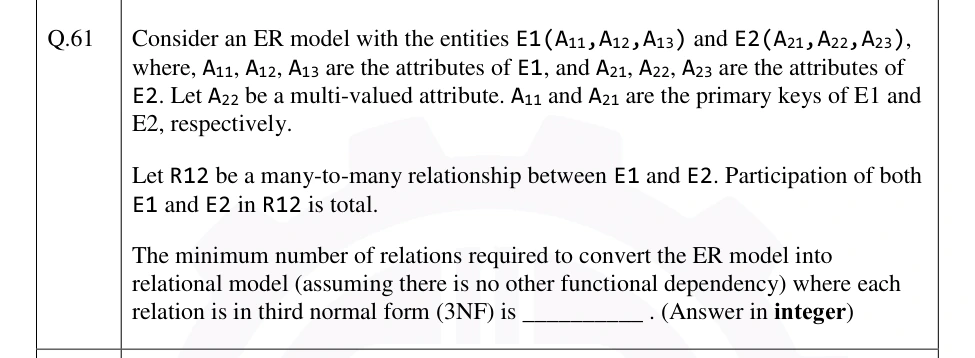 Q.61
Consider an ER model with the entities E1(A₁₁,A₁₂,A₁₃) and E2(A₂₁,A₂₂,A₂₃),
where, A₁₁, A₁₂, A₁₃ are the attributes of E1, and A₂₁, A₂₂, A₂₃ are the attributes of
E2. Let A₂₂ be a multi-valued attribute. A₁₁ and A₂₁ are the primary keys of E1 and
E2, respectively.
Let R12 be a many-to-many relationship between E1 and E2. Participation of both
E1 and E2 in R12 is total.
The minimum number of relations required to convert the ER model into
relational model (assuming there is no other functional dependency) where each
relation is in third normal form (3NF) is __________ . (Answer in integer)